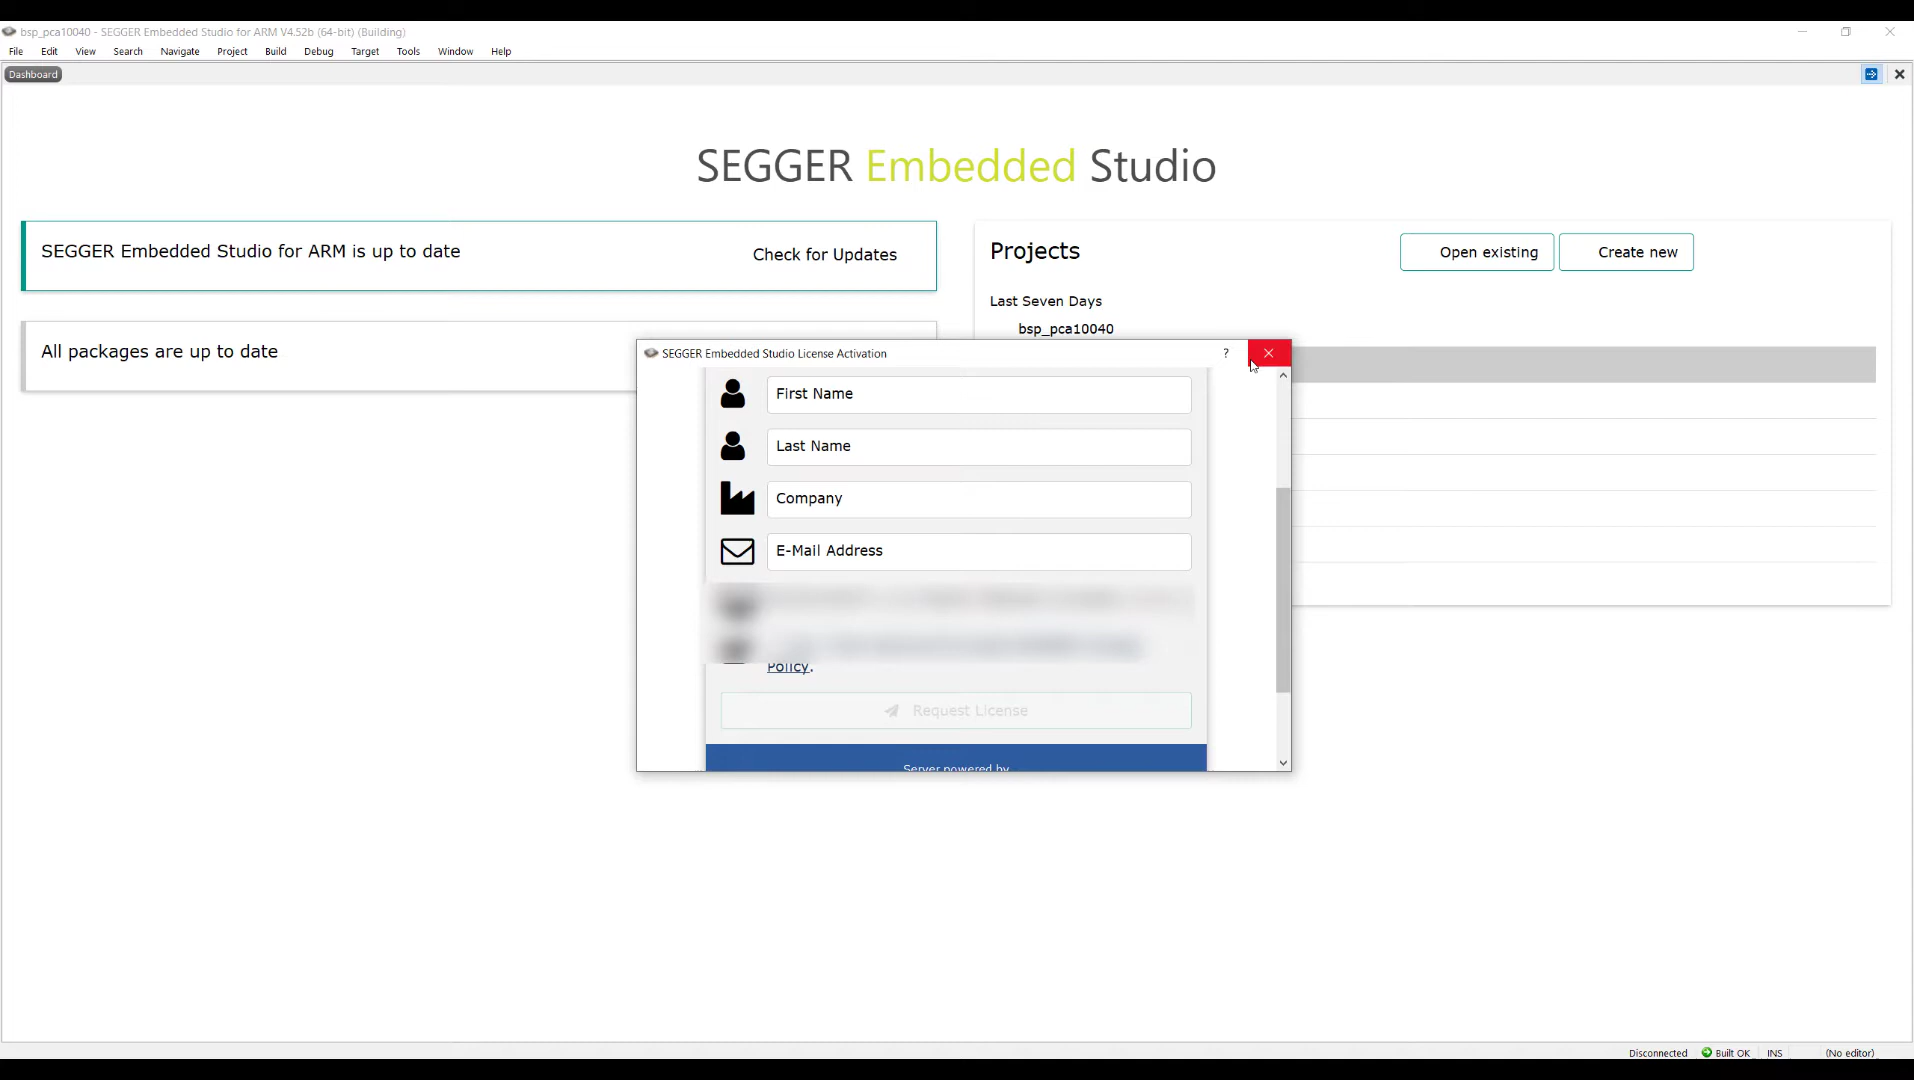 bsp_pca10040 - SEGGER Embedded Studio for ARM V4.52b (64-bit) (Building)
File Edit View Search Navigate Project Build Debug Target Tools Window Help
Dashboard
SEGGER Embedded Studio
SEGGER Embedded Studio for ARM is up to date
Check for Updates
All packages are up to date
Projects
Open existing
Create new
Last Seven Days
bsp_pca10040
SEGGER Embedded Studio License Activation
?
First Name
Last Name
Company
E-Mail Address
Policy.
Request License
Server powered by
Disconnected Built OK INS (No editor)